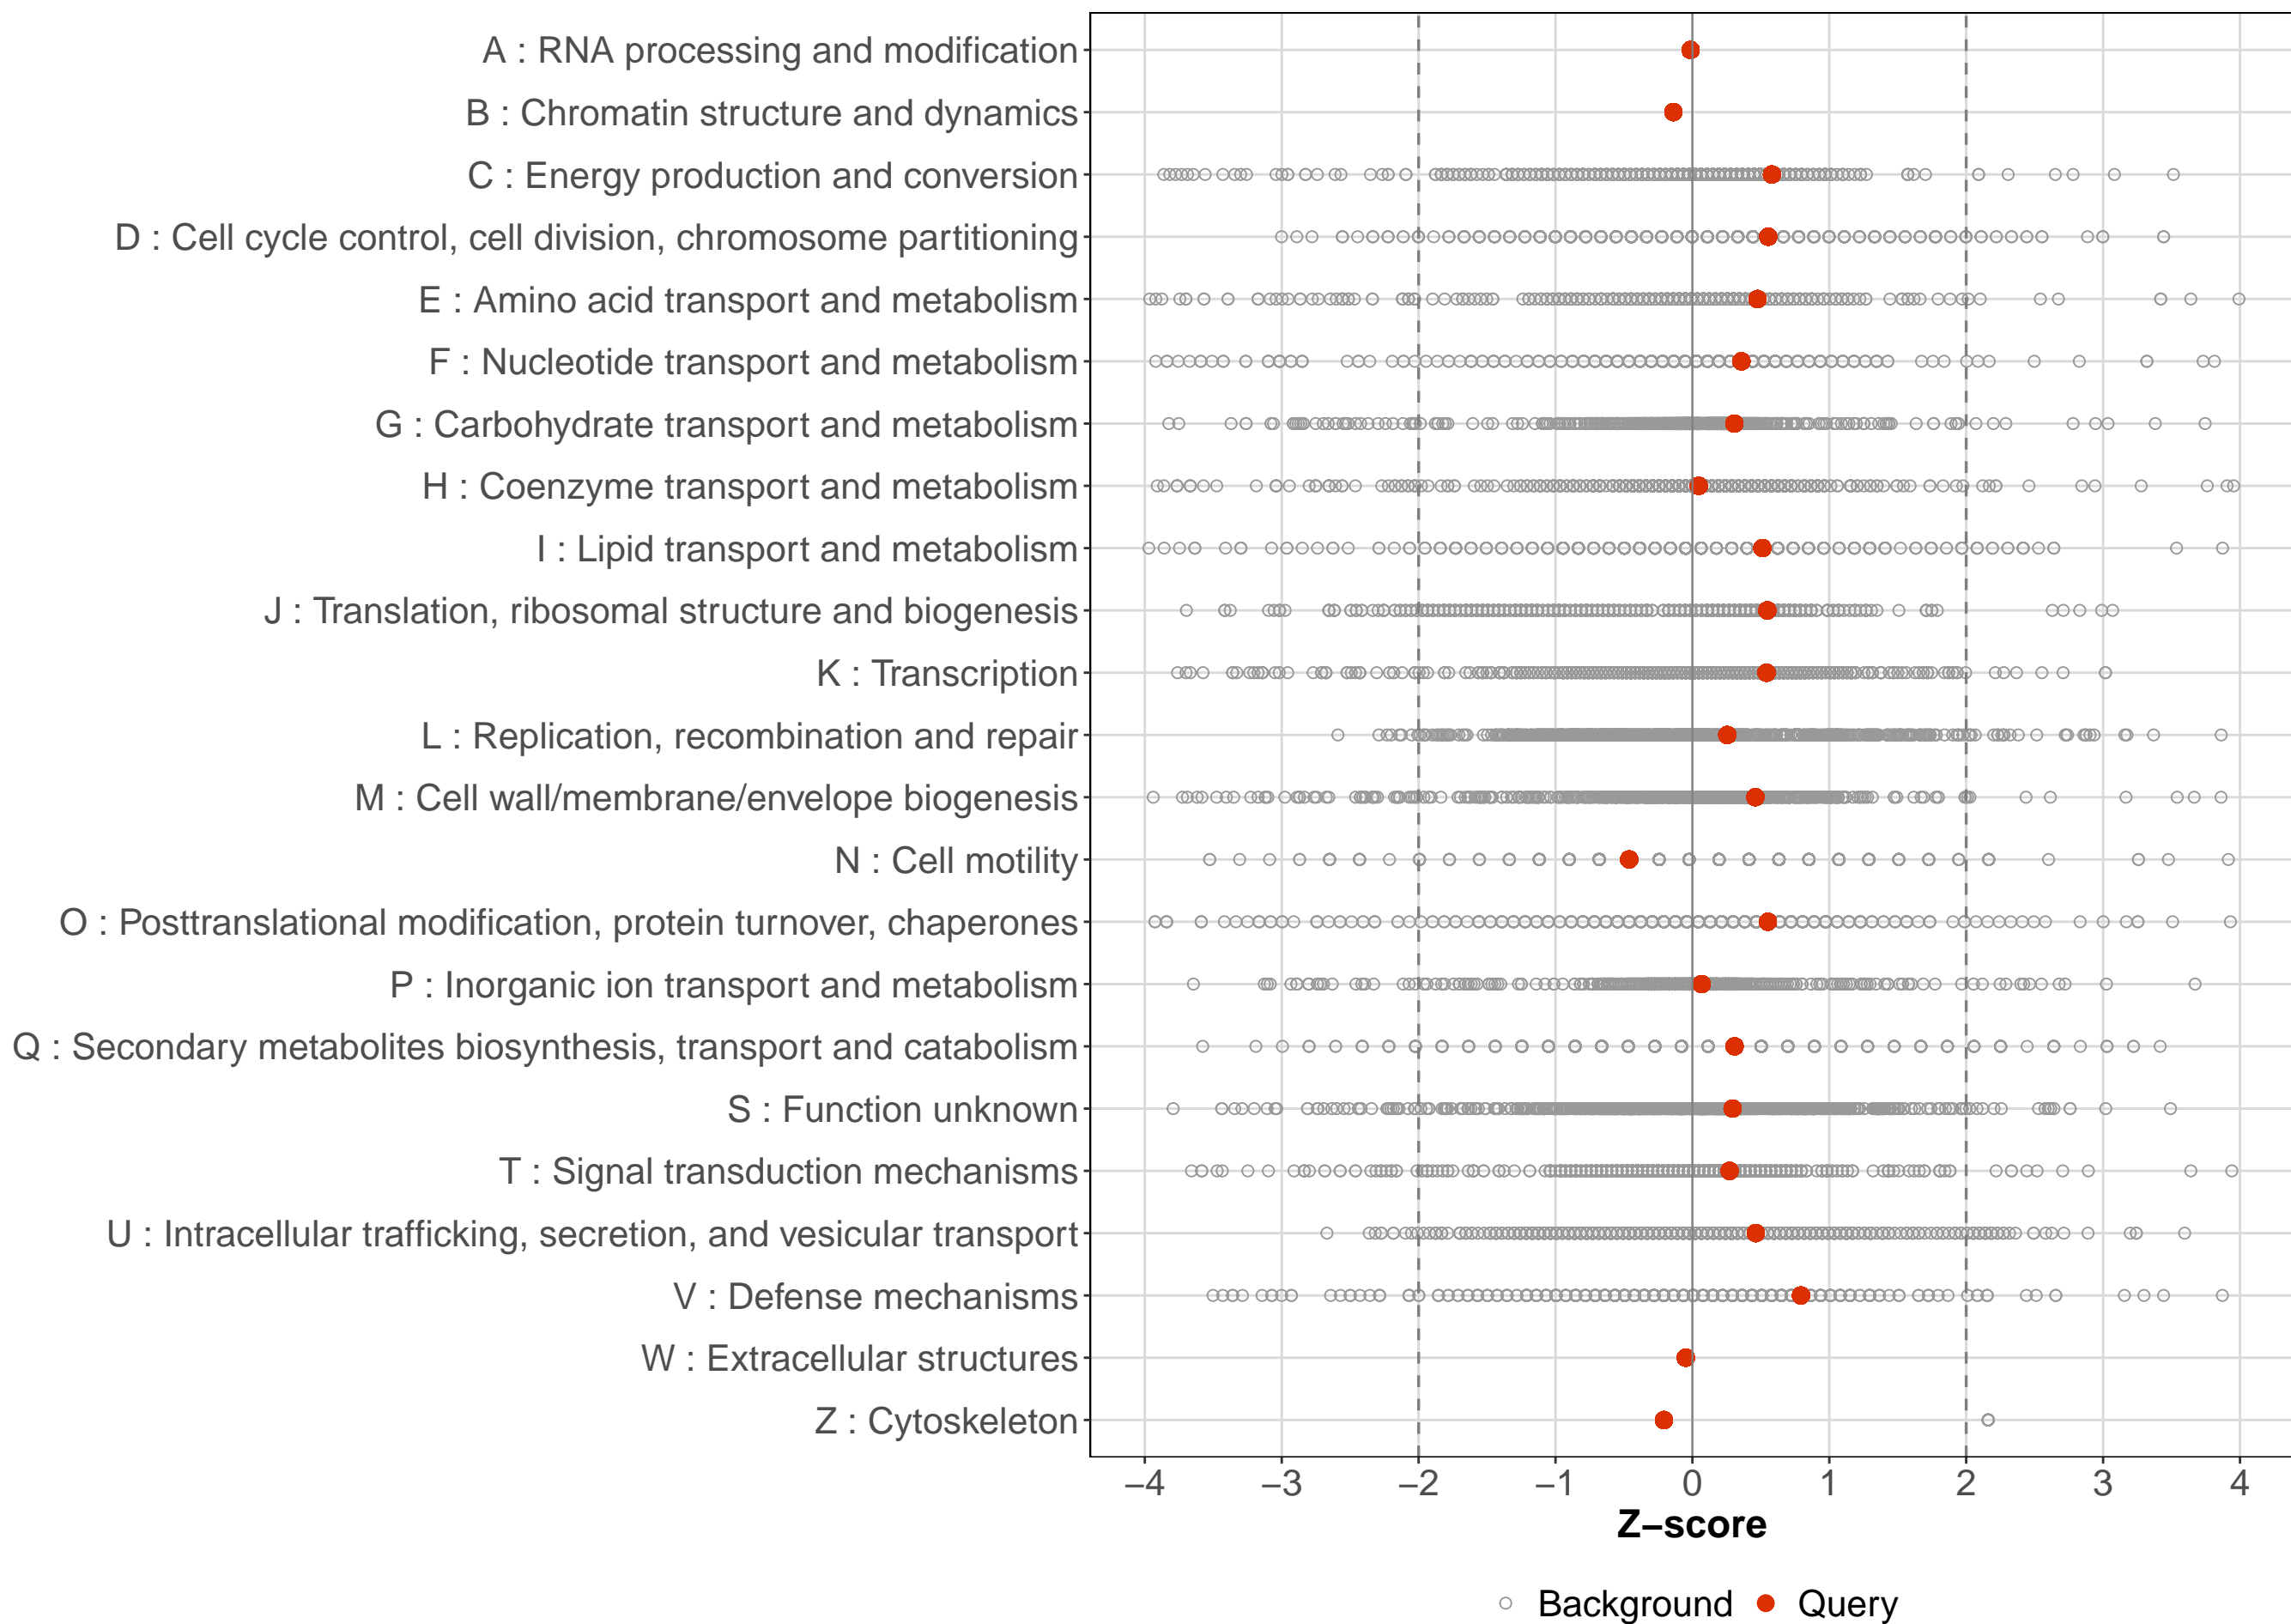 A : RNA processing and modification
B : Chromatin structure and dynamics
C : Energy production and conversion
D : Cell cycle control, cell division, chromosome partitioning
E : Amino acid transport and metabolism
F : Nucleotide transport and metabolism
G : Carbohydrate transport and metabolism
H : Coenzyme transport and metabolism
I : Lipid transport and metabolism
J : Translation, ribosomal structure and biogenesis
K : Transcription
L : Replication, recombination and repair
M : Cell wall/membrane/envelope biogenesis
N : Cell motility
O : Posttranslational modification, protein turnover, chaperones
P : Inorganic ion transport and metabolism
Q : Secondary metabolites biosynthesis, transport and catabolism
S : Function unknown
T : Signal transduction mechanisms
U : Intracellular trafficking, secretion, and vesicular transport
V : Defense mechanisms
W : Extracellular structures
Z : Cytoskeleton
−4 −3 −2 −1 0 1 2 3 4
Z−score
Background Query